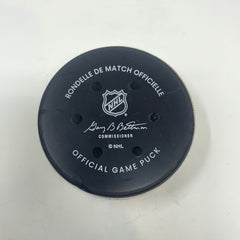 RONDELLE DE MATCH OFFICIELLE
NHL
Gary B Bettman
COMMISSIONER
© NHL
OFFICIAL GAME PUCK